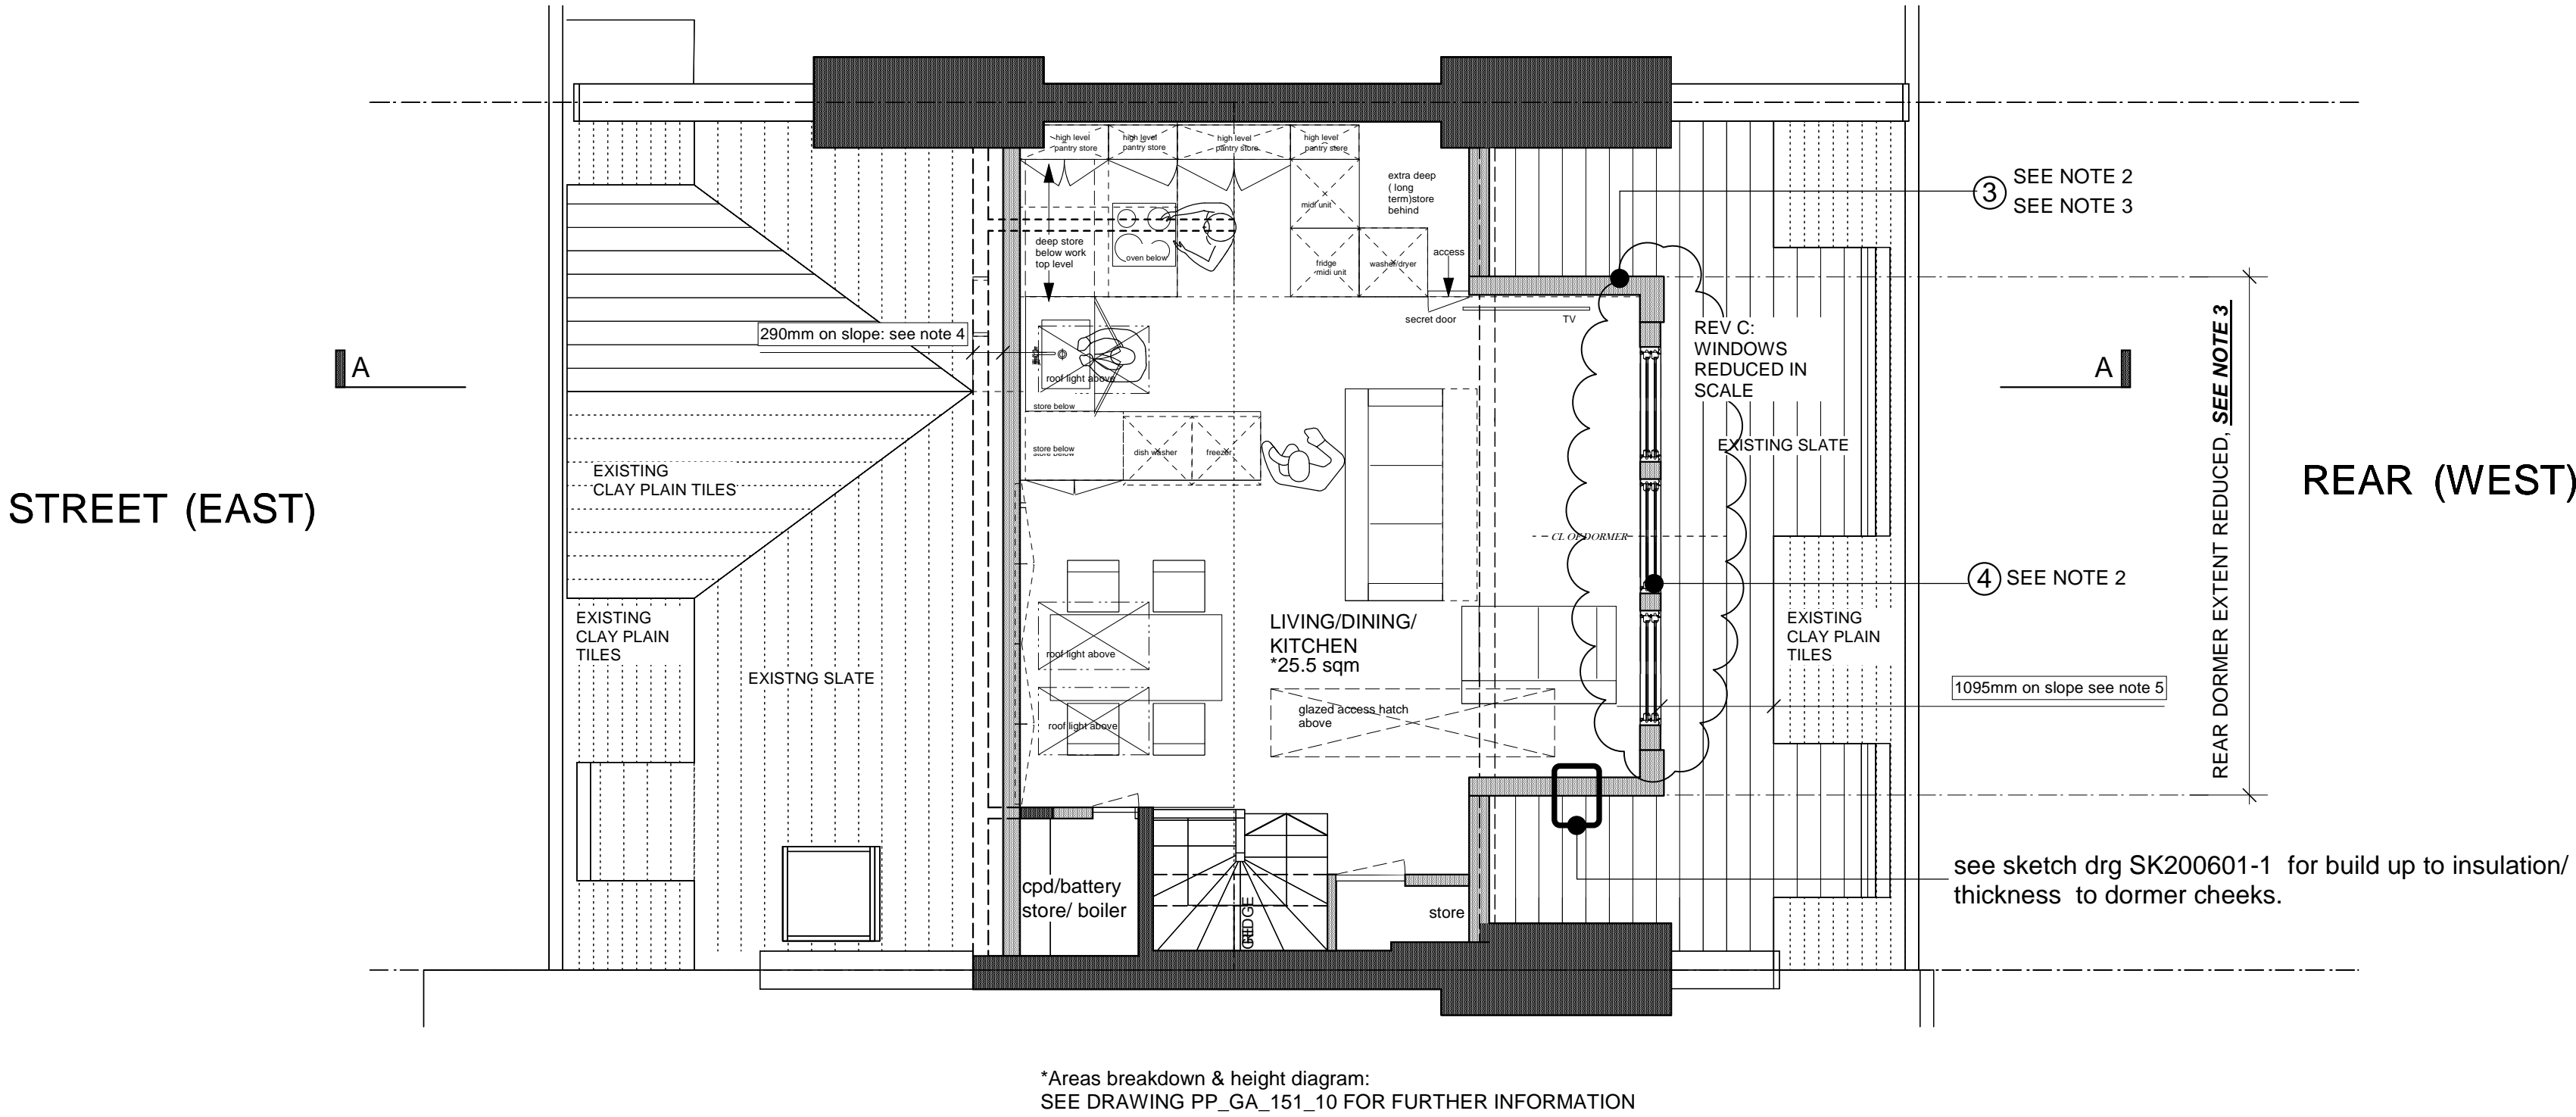 high level
pantry store
high level
pantry store
high level
pantry store
high level
pantry store
extra deep
( long
term)store
behind
midi unit
deep store
below work
top level
oven below
fridge
midi unit
washer/dryer
access
secret door
TV
3 SEE NOTE 2
SEE NOTE 3
290mm on slope: see note 4
A
roof light above
store below
store below
dish washer
freezer
REV C:
WINDOWS
REDUCED IN
SCALE
EXISTING SLATE
A
REAR DORMER EXTENT REDUCED, SEE NOTE 3
STREET (EAST)
EXISTING
CLAY PLAIN TILES
REAR (WEST)
CL OF DORMER
4 SEE NOTE 2
EXISTING
CLAY PLAIN
TILES
EXISTNG SLATE
roof light above
roof light above
LIVING/DINING/
KITCHEN
*25.5 sqm
glazed access hatch
above
EXISTING
CLAY PLAIN
TILES
1095mm on slope see note 5
cpd/battery
store/ boiler
RIDGE
store
see sketch drg SK200601-1 for build up to insulation/
thickness to dormer cheeks.
*Areas breakdown & height diagram:
SEE DRAWING PP_GA_151_10 FOR FURTHER INFORMATION